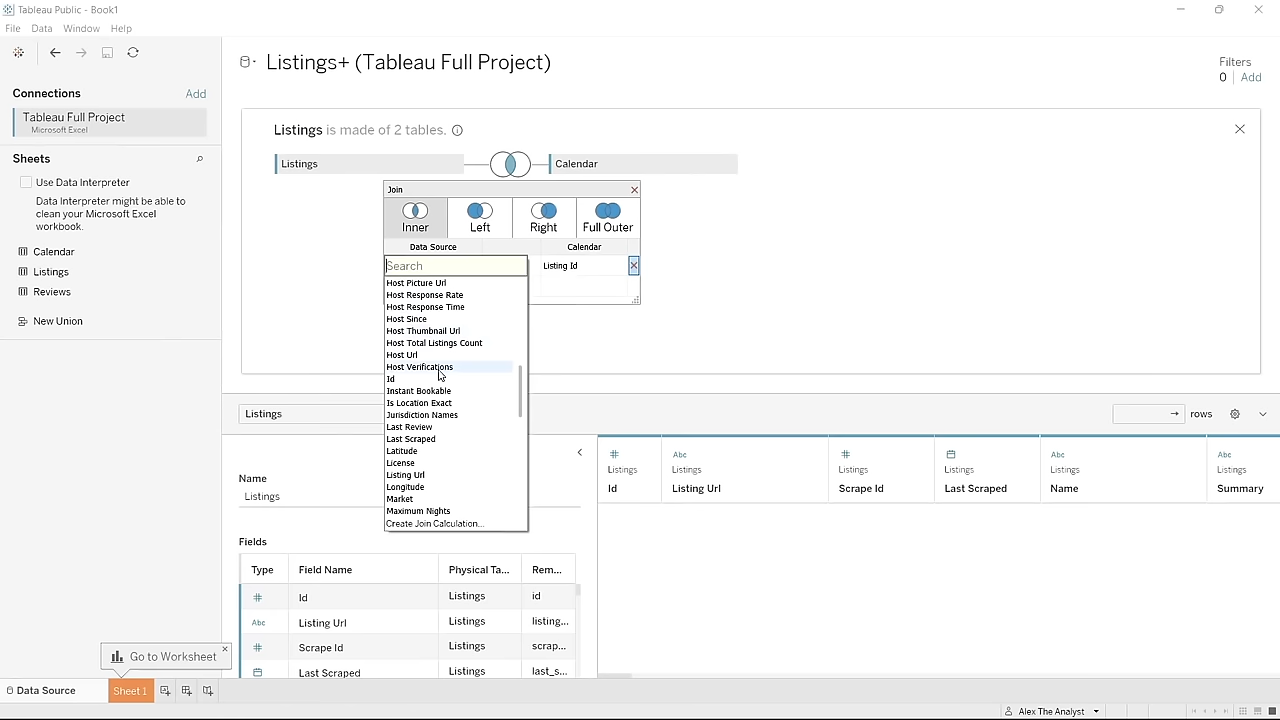 Tableau Public - Book1
File Data Window Help
Connections Add
Tableau Full Project
Microsoft Excel
Sheets
Use Data Interpreter
Data Interpreter might be able to
clean your Microsoft Excel
workbook.
Calendar
Listings
Reviews
New Union
Go to Worksheet
Listings+ (Tableau Full Project)
Filters
0 Add
Listings is made of 2 tables.
Listings Calendar
Join
Inner Left Right Full Outer
Data Source Calendar
Search Listing Id
Host Picture Url
Host Response Rate
Host Response Time
Host Since
Host Thumbnail Url
Host Total Listings Count
Host Url
Host Verifications
Id
Instant Bookable
Is Location Exact
Jurisdiction Names
Last Review
Last Scraped
Latitude
License
Listing Url
Longitude
Market
Maximum Nights
Create Join Calculation...
Listings rows
Name
Listings
Fields
Type Field Name Physical Ta... Rem...
Id Listings id
Abc Listing Url Listings listing...
Scrape Id Listings scrap...
Last Scraped Listings last_s...
# Abc # Abc Abc
Listings Listings Listings Listings Listings Listings
Id Listing Url Scrape Id Last Scraped Name Summary
Data Source Sheet 1
Alex The Analyst